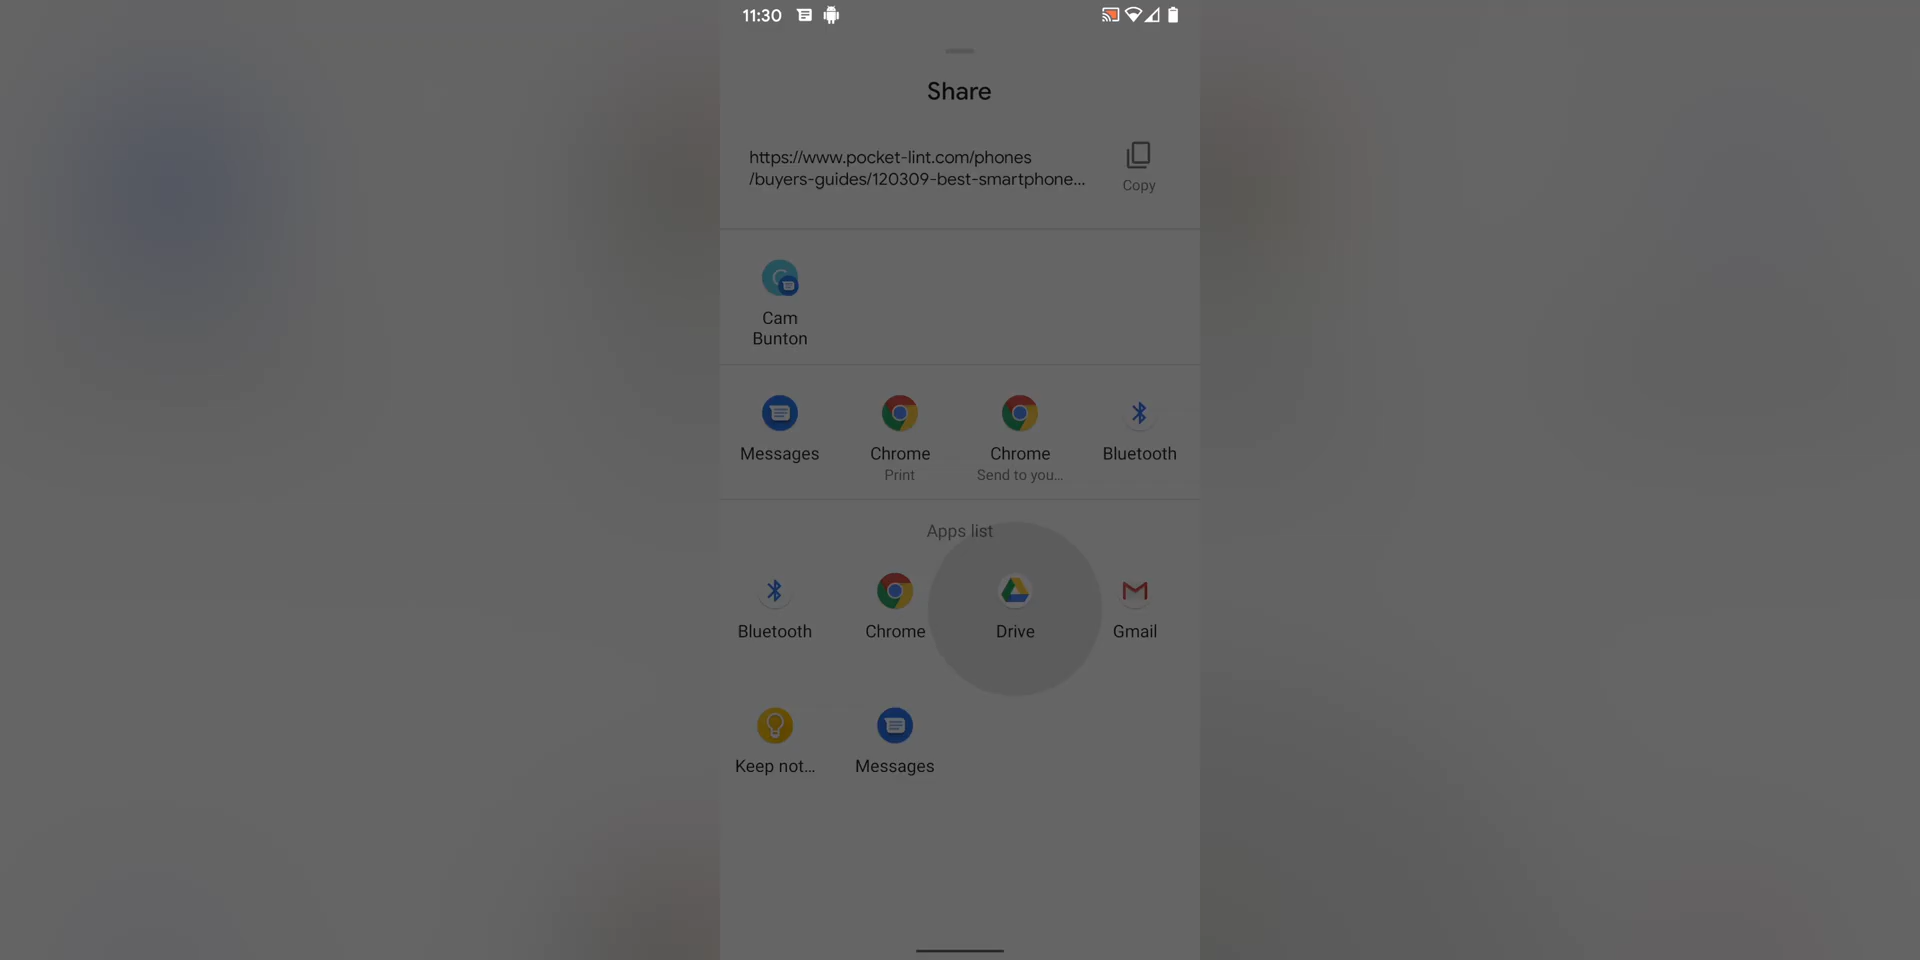 11:30
Share
https://www.pocket-lint.com/phones
/buyers-guides/120309-best-smartphone...
Copy
Cam
Bunton
Messages Chrome Chrome Bluetooth
Print Send to you...
Apps list
Bluetooth Chrome Drive Gmail
Keep not... Messages